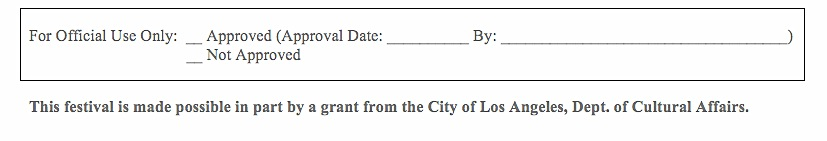 For Official Use Only: __ Approved (Approval Date: __________ By: ___________________________________)
__ Not Approved
This festival is made possible in part by a grant from the City of Los Angeles, Dept. of Cultural Affairs.